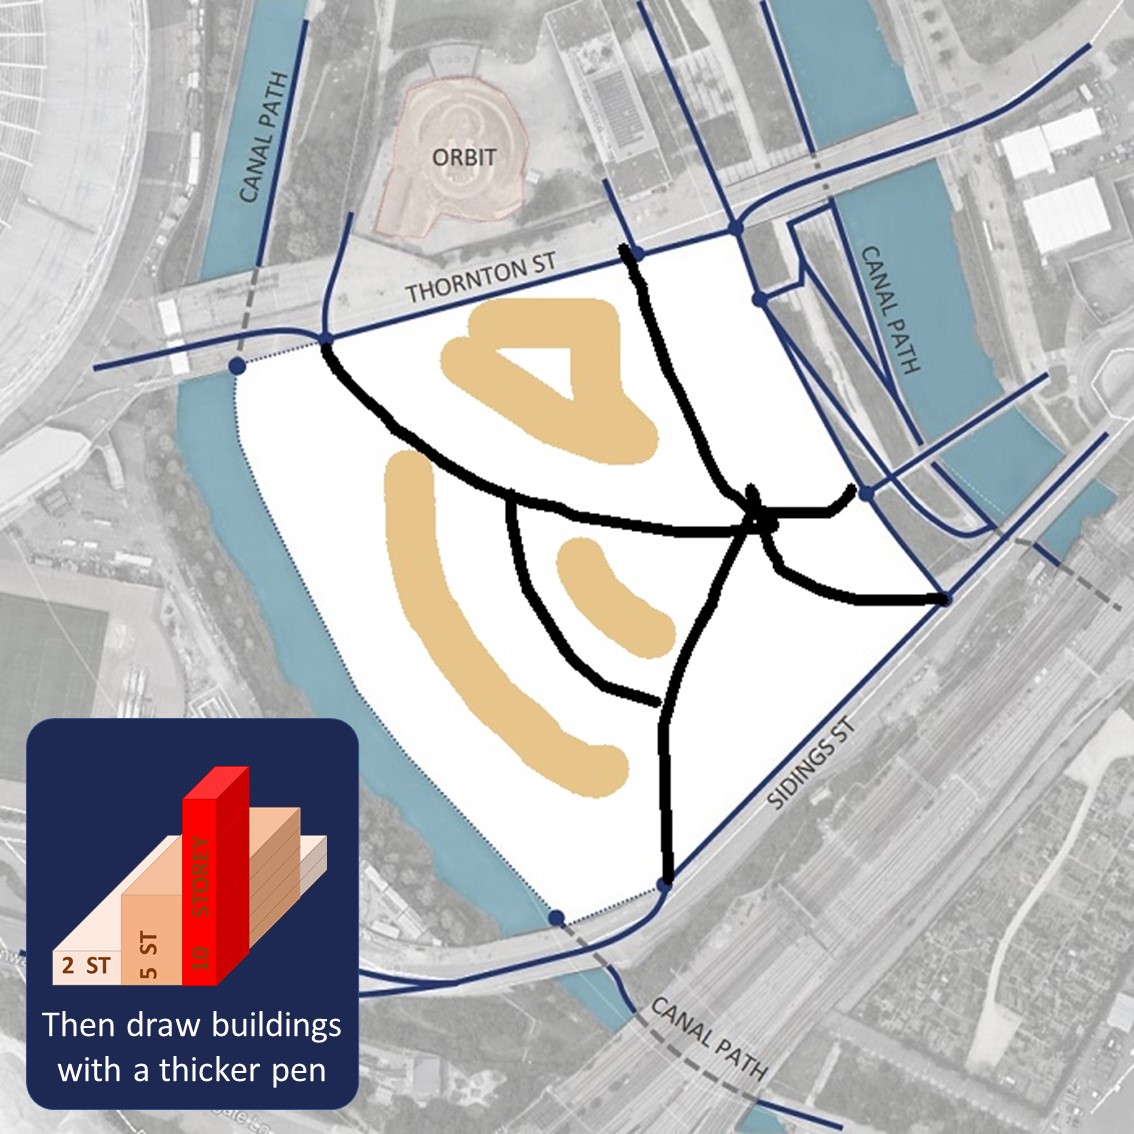 CANAL PATH
ORBIT
THORNTON ST
CANAL PATH
SIDINGS ST
2 ST
5 ST
10 STOREY
Then draw buildings
with a thicker pen
CANAL PATH